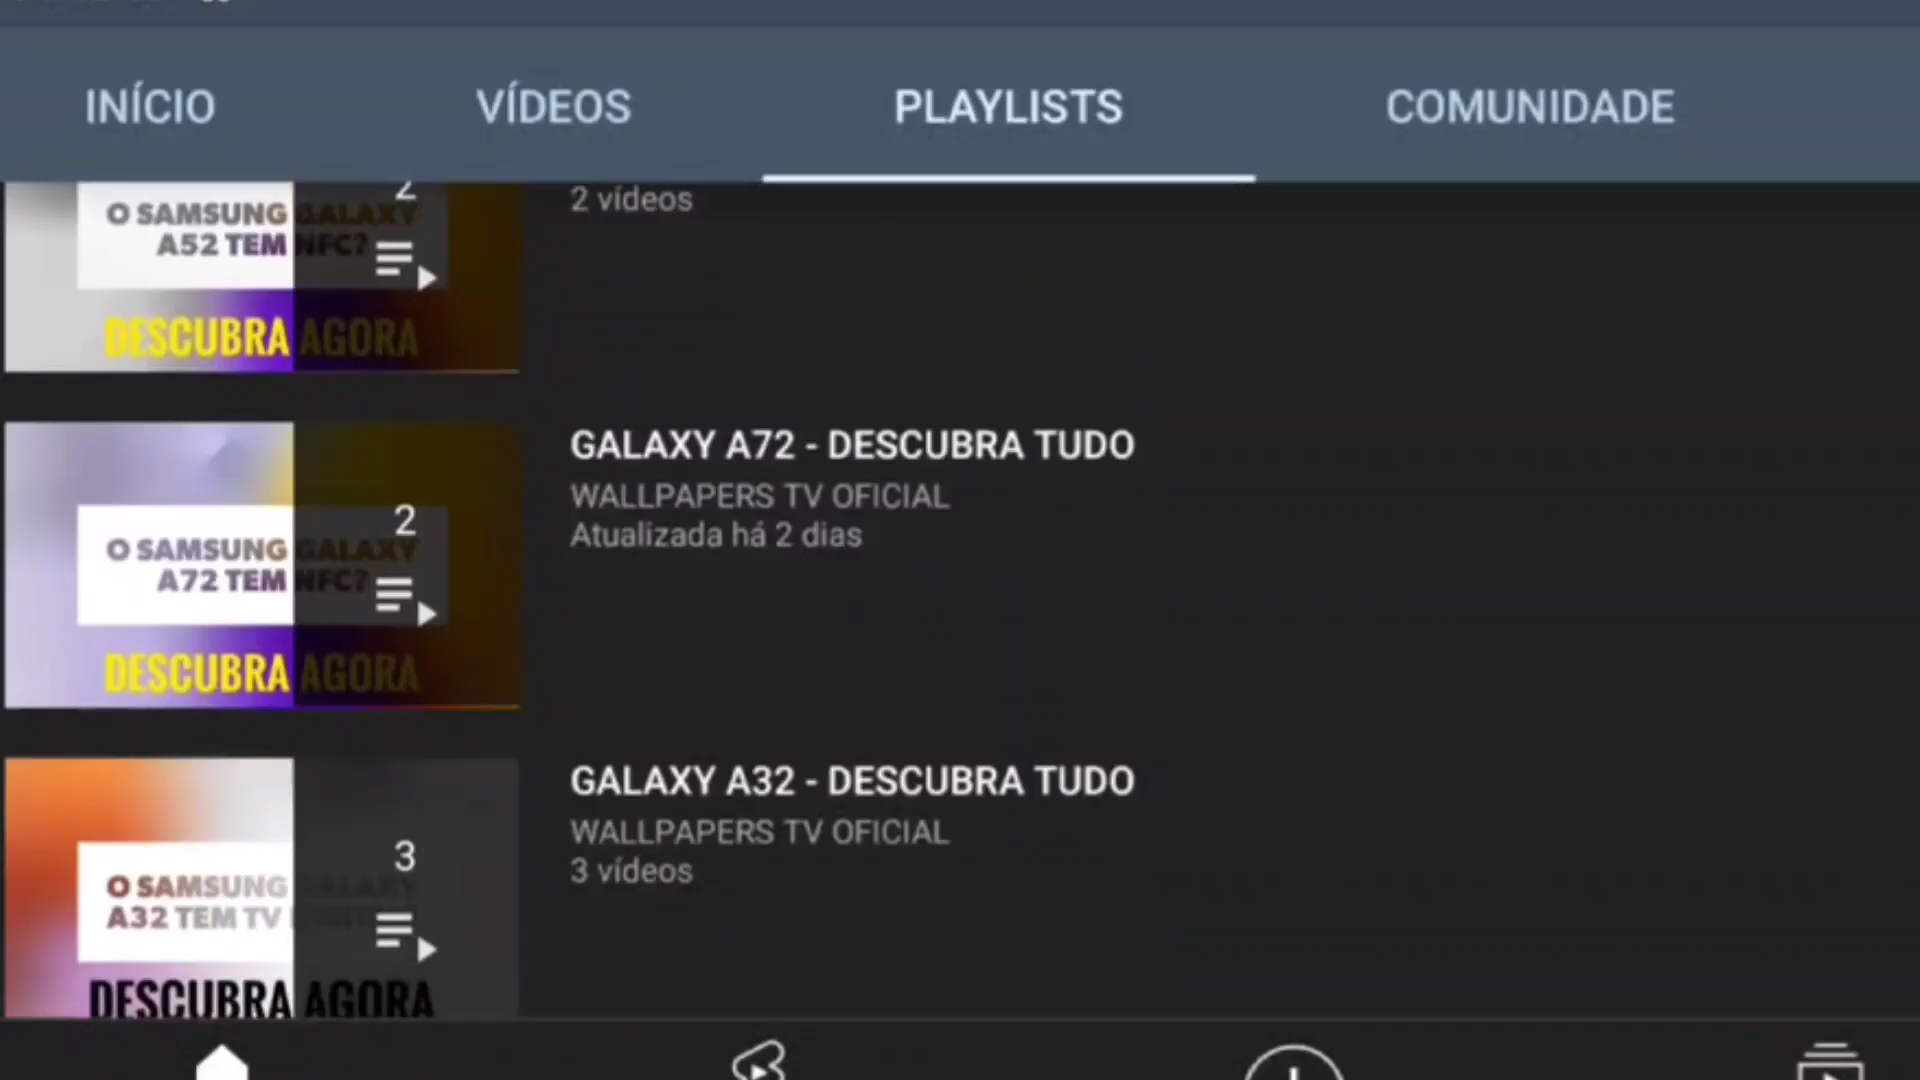 INÍCIO VÍDEOS PLAYLISTS COMUNIDADE
2
O SAMSUNG GALAXY
A52 TEM NFC?
DESCUBRA AGORA
2 vídeos
2
O SAMSUNG GALAXY
A72 TEM NFC?
DESCUBRA AGORA
GALAXY A72 - DESCUBRA TUDO
WALLPAPERS TV OFICIAL
Atualizada há 2 dias
3
O SAMSUNG GALAXY
A32 TEM TV
DESCUBRA AGORA
GALAXY A32 - DESCUBRA TUDO
WALLPAPERS TV OFICIAL
3 vídeos